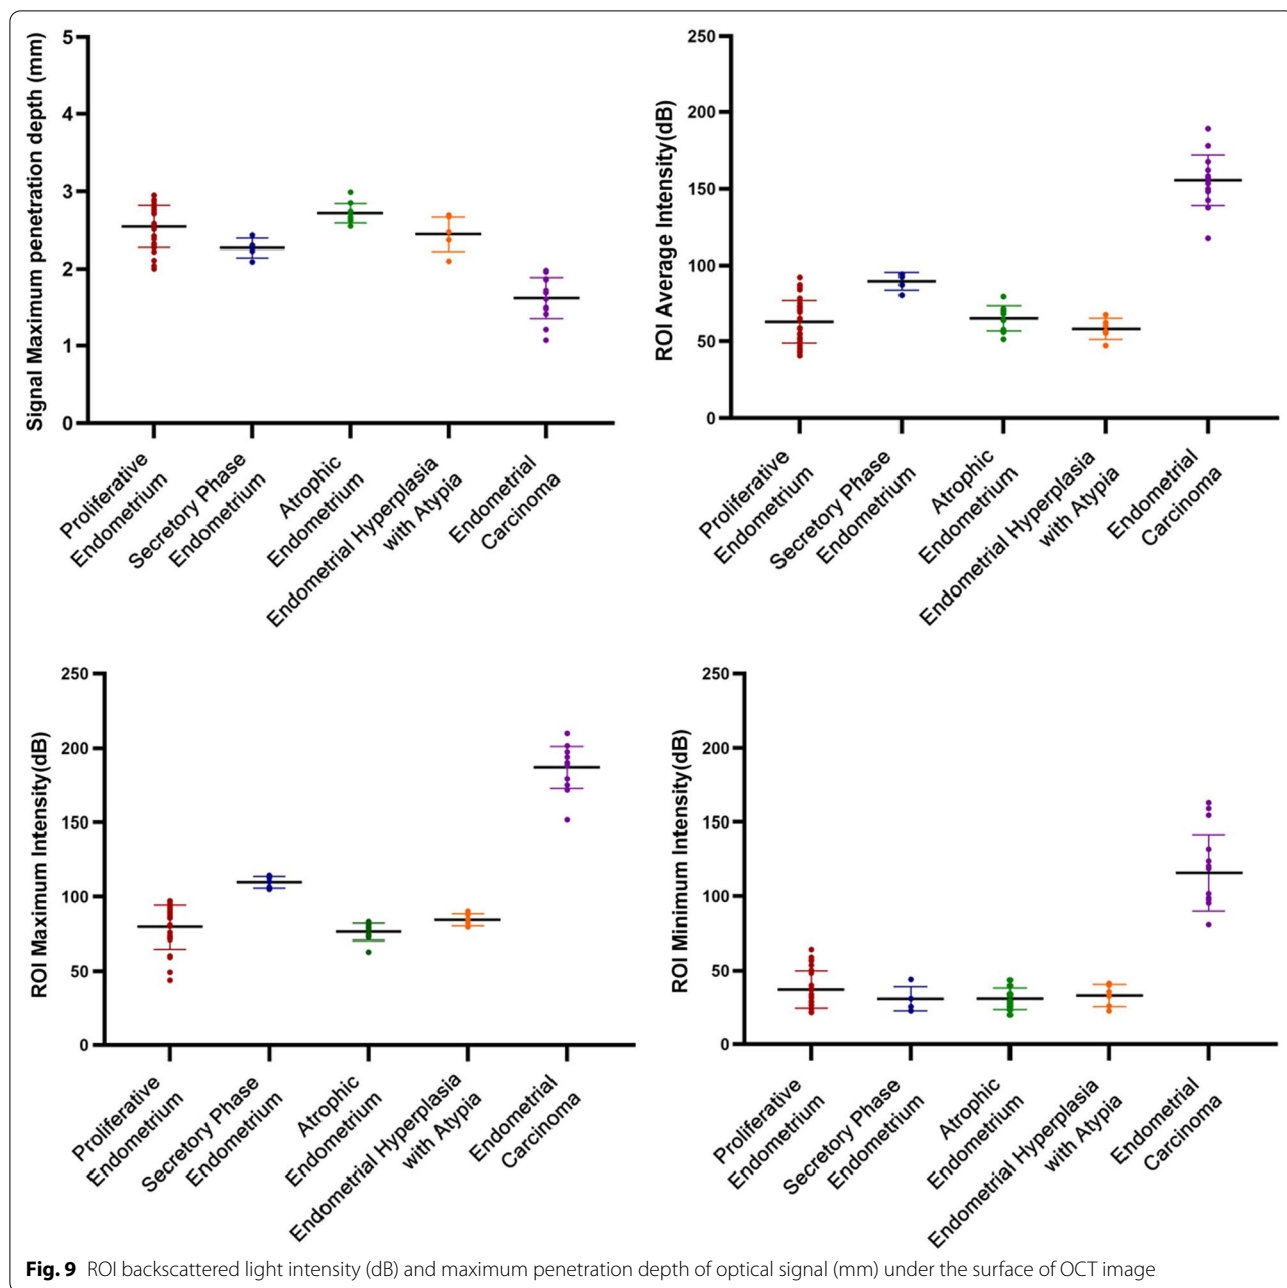 Signal Maximum penetration depth (mm)
5
4
3
2
1
0
Proliferative
Endometrium
Secretory Phase
Endometrium
Atrophic
Endometrium
Endometrial Hyperplasia
with Atypia
Endometrial
Carcinoma
ROI Average Intensity(dB)
250
200
150
100
50
0
Proliferative
Endometrium
Secretory Phase
Endometrium
Atrophic
Endometrium
Endometrial Hyperplasia
with Atypia
Endometrial
Carcinoma
ROI Maximum Intensity(dB)
250
200
150
100
50
0
Proliferative
Endometrium
Secretory Phase
Endometrium
Atrophic
Endometrium
Endometrial Hyperplasia
with Atypia
Endometrial
Carcinoma
ROI Minimum Intensity(dB)
250
200
150
100
50
0
Proliferative
Endometrium
Secretory Phase
Endometrium
Atrophic
Endometrium
Endometrial Hyperplasia
with Atypia
Endometrial
Carcinoma
Fig. 9 ROI backscattered light intensity (dB) and maximum penetration depth of optical signal (mm) under the surface of OCT image